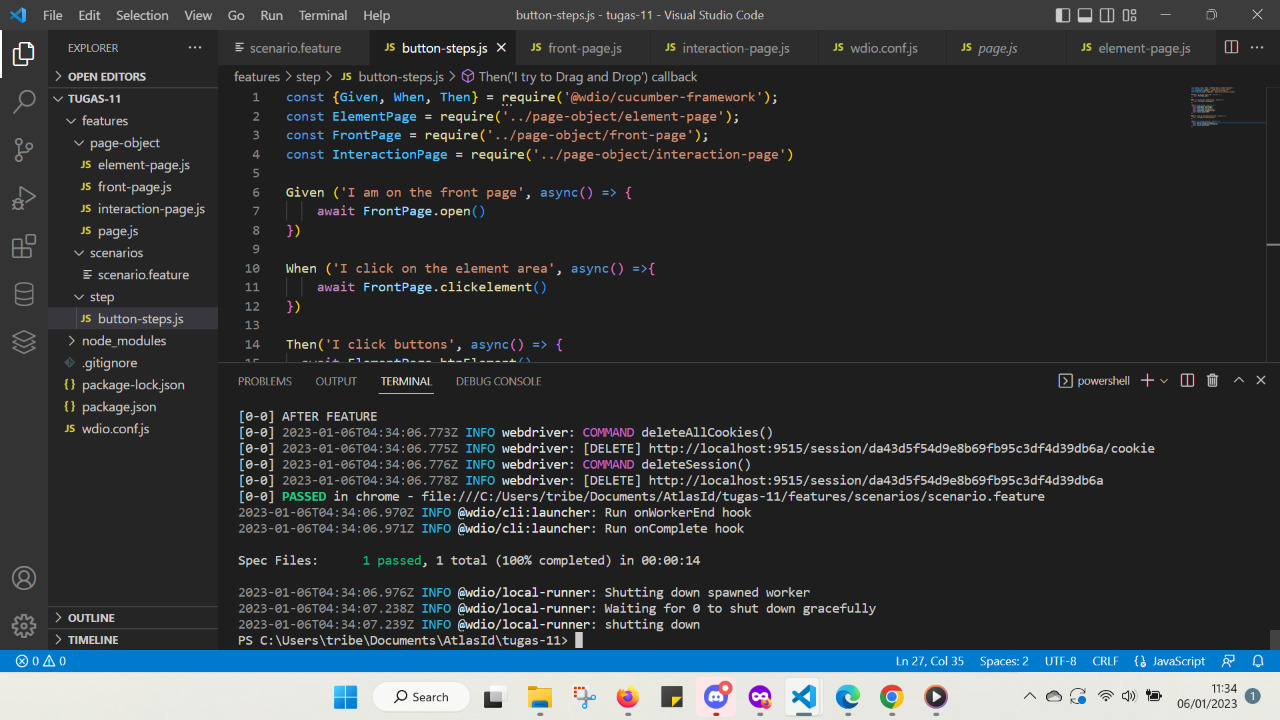 File Edit Selection View Go Run Terminal Help
button-steps.js - tugas-11 - Visual Studio Code
EXPLORER
OPEN EDITORS
TUGAS-11
features
page-object
JS element-page.js
JS front-page.js
JS interaction-page.js
JS page.js
scenarios
scenario.feature
step
JS button-steps.js
node_modules
.gitignore
{} package-lock.json
{} package.json
JS wdio.conf.js
OUTLINE
TIMELINE
scenario.feature JS button-steps.js JS front-page.js JS interaction-page.js JS wdio.conf.js JS page.js JS element-page.js
features > step > JS button-steps.js > Then('I try to Drag and Drop') callback
1 const {Given, When, Then} = require('@wdio/cucumber-framework');
2 const ElementPage = require('../page-object/element-page');
3 const FrontPage = require('../page-object/front-page');
4 const InteractionPage = require('../page-object/interaction-page')
5
6 Given ('I am on the front page', async() => {
7 await FrontPage.open()
8 })
9
10 When ('I click on the element area', async() =>{
11 await FrontPage.clickelement()
12 })
13
14 Then('I click buttons', async() => {
15 await ElementPage.btnElement()
PROBLEMS OUTPUT TERMINAL DEBUG CONSOLE
powershell
[0-0] AFTER FEATURE
[0-0] 2023-01-06T04:34:06.773Z INFO webdriver: COMMAND deleteAllCookies()
[0-0] 2023-01-06T04:34:06.775Z INFO webdriver: [DELETE] http://localhost:9515/session/da43d5f54d9e8b69fb95c3df4d39db6a/cookie
[0-0] 2023-01-06T04:34:06.776Z INFO webdriver: COMMAND deleteSession()
[0-0] 2023-01-06T04:34:06.778Z INFO webdriver: [DELETE] http://localhost:9515/session/da43d5f54d9e8b69fb95c3df4d39db6a
[0-0] PASSED in chrome - file:///C:/Users/tribe/Documents/AtlasId/tugas-11/features/scenarios/scenario.feature
2023-01-06T04:34:06.970Z INFO @wdio/cli:launcher: Run onWorkerEnd hook
2023-01-06T04:34:06.971Z INFO @wdio/cli:launcher: Run onComplete hook
Spec Files: 1 passed, 1 total (100% completed) in 00:00:14
2023-01-06T04:34:06.976Z INFO @wdio/local-runner: Shutting down spawned worker
2023-01-06T04:34:07.238Z INFO @wdio/local-runner: Waiting for 0 to shut down gracefully
2023-01-06T04:34:07.239Z INFO @wdio/local-runner: shutting down
PS C:\Users\tribe\Documents\AtlasId\tugas-11>
0 0 Ln 27, Col 35 Spaces: 2 UTF-8 CRLF {} JavaScript
Search
11:34
06/01/2023
1